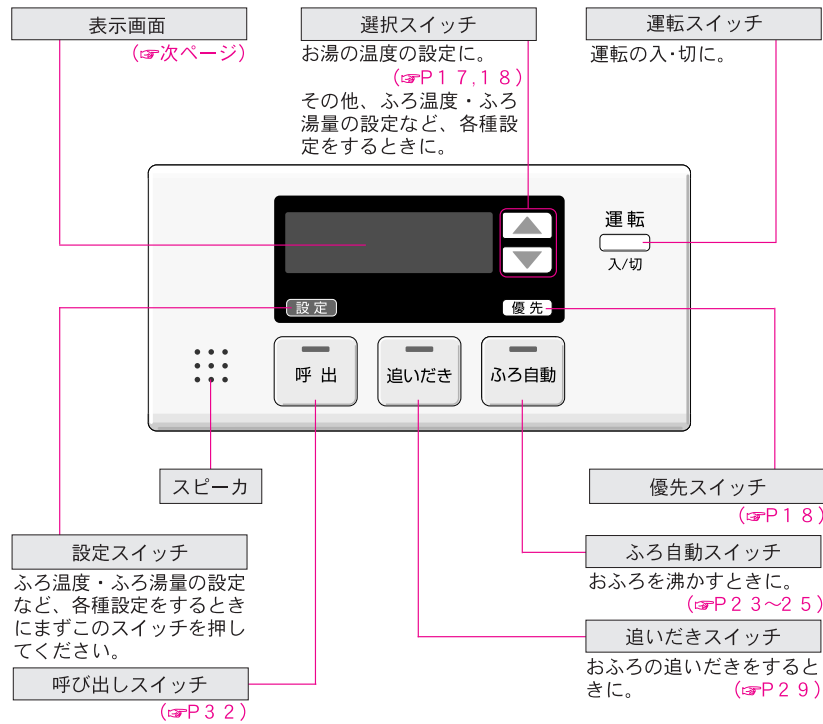 表示画面
(☞次ページ)
選択スイッチ
お湯の温度の設定に。
(☞P17,18)
その他、ふろ温度・ふろ
湯量の設定など、各種設
定をするときに。
運転スイッチ
運転の入・切に。
運転
入/切
設定
優先
呼出
追いだき
ふろ自動
スピーカ
設定スイッチ
ふろ温度・ふろ湯量の設定
など、各種設定をするとき
にまずこのスイッチを押し
てください。
呼び出しスイッチ
(☞P32)
優先スイッチ
(☞P18)
ふろ自動スイッチ
おふろを沸かすときに。
(☞P23~25)
追いだきスイッチ
おふろの追いだきをすると
きに。 (☞P29)